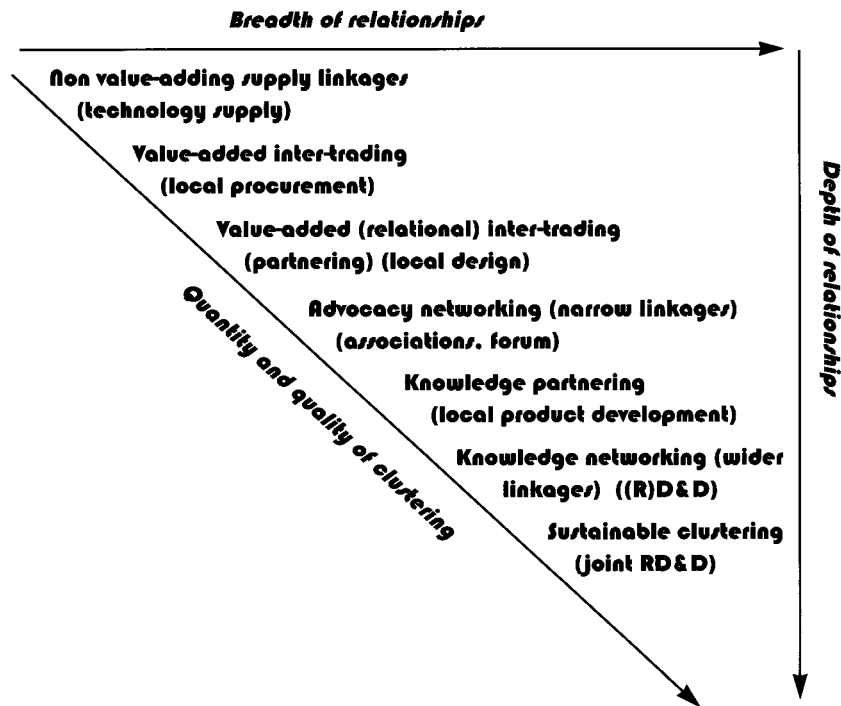 Breadth of relationships
Non value-adding supply linkages
(technology supply)
Value-added inter-trading
(local procurement)
Value-added (relational) inter-trading
(partnering) (local design)
Advocacy networking (narrow linkages)
(associations, forum)
Knowledge partnering
(local product development)
Knowledge networking (wider
linkages) ((R)D&D)
Sustainable clustering
(joint RD&D)
Quantity and quality of clustering
Depth of relationships